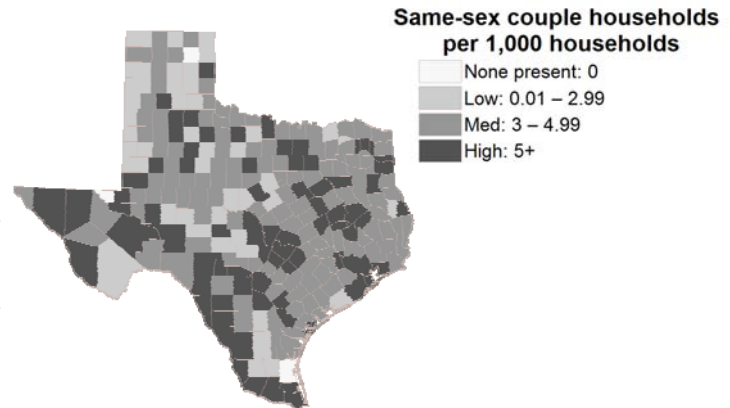 Same-sex couple households
per 1,000 households
None present: 0
Low: 0.01 – 2.99
Med: 3 – 4.99
High: 5+